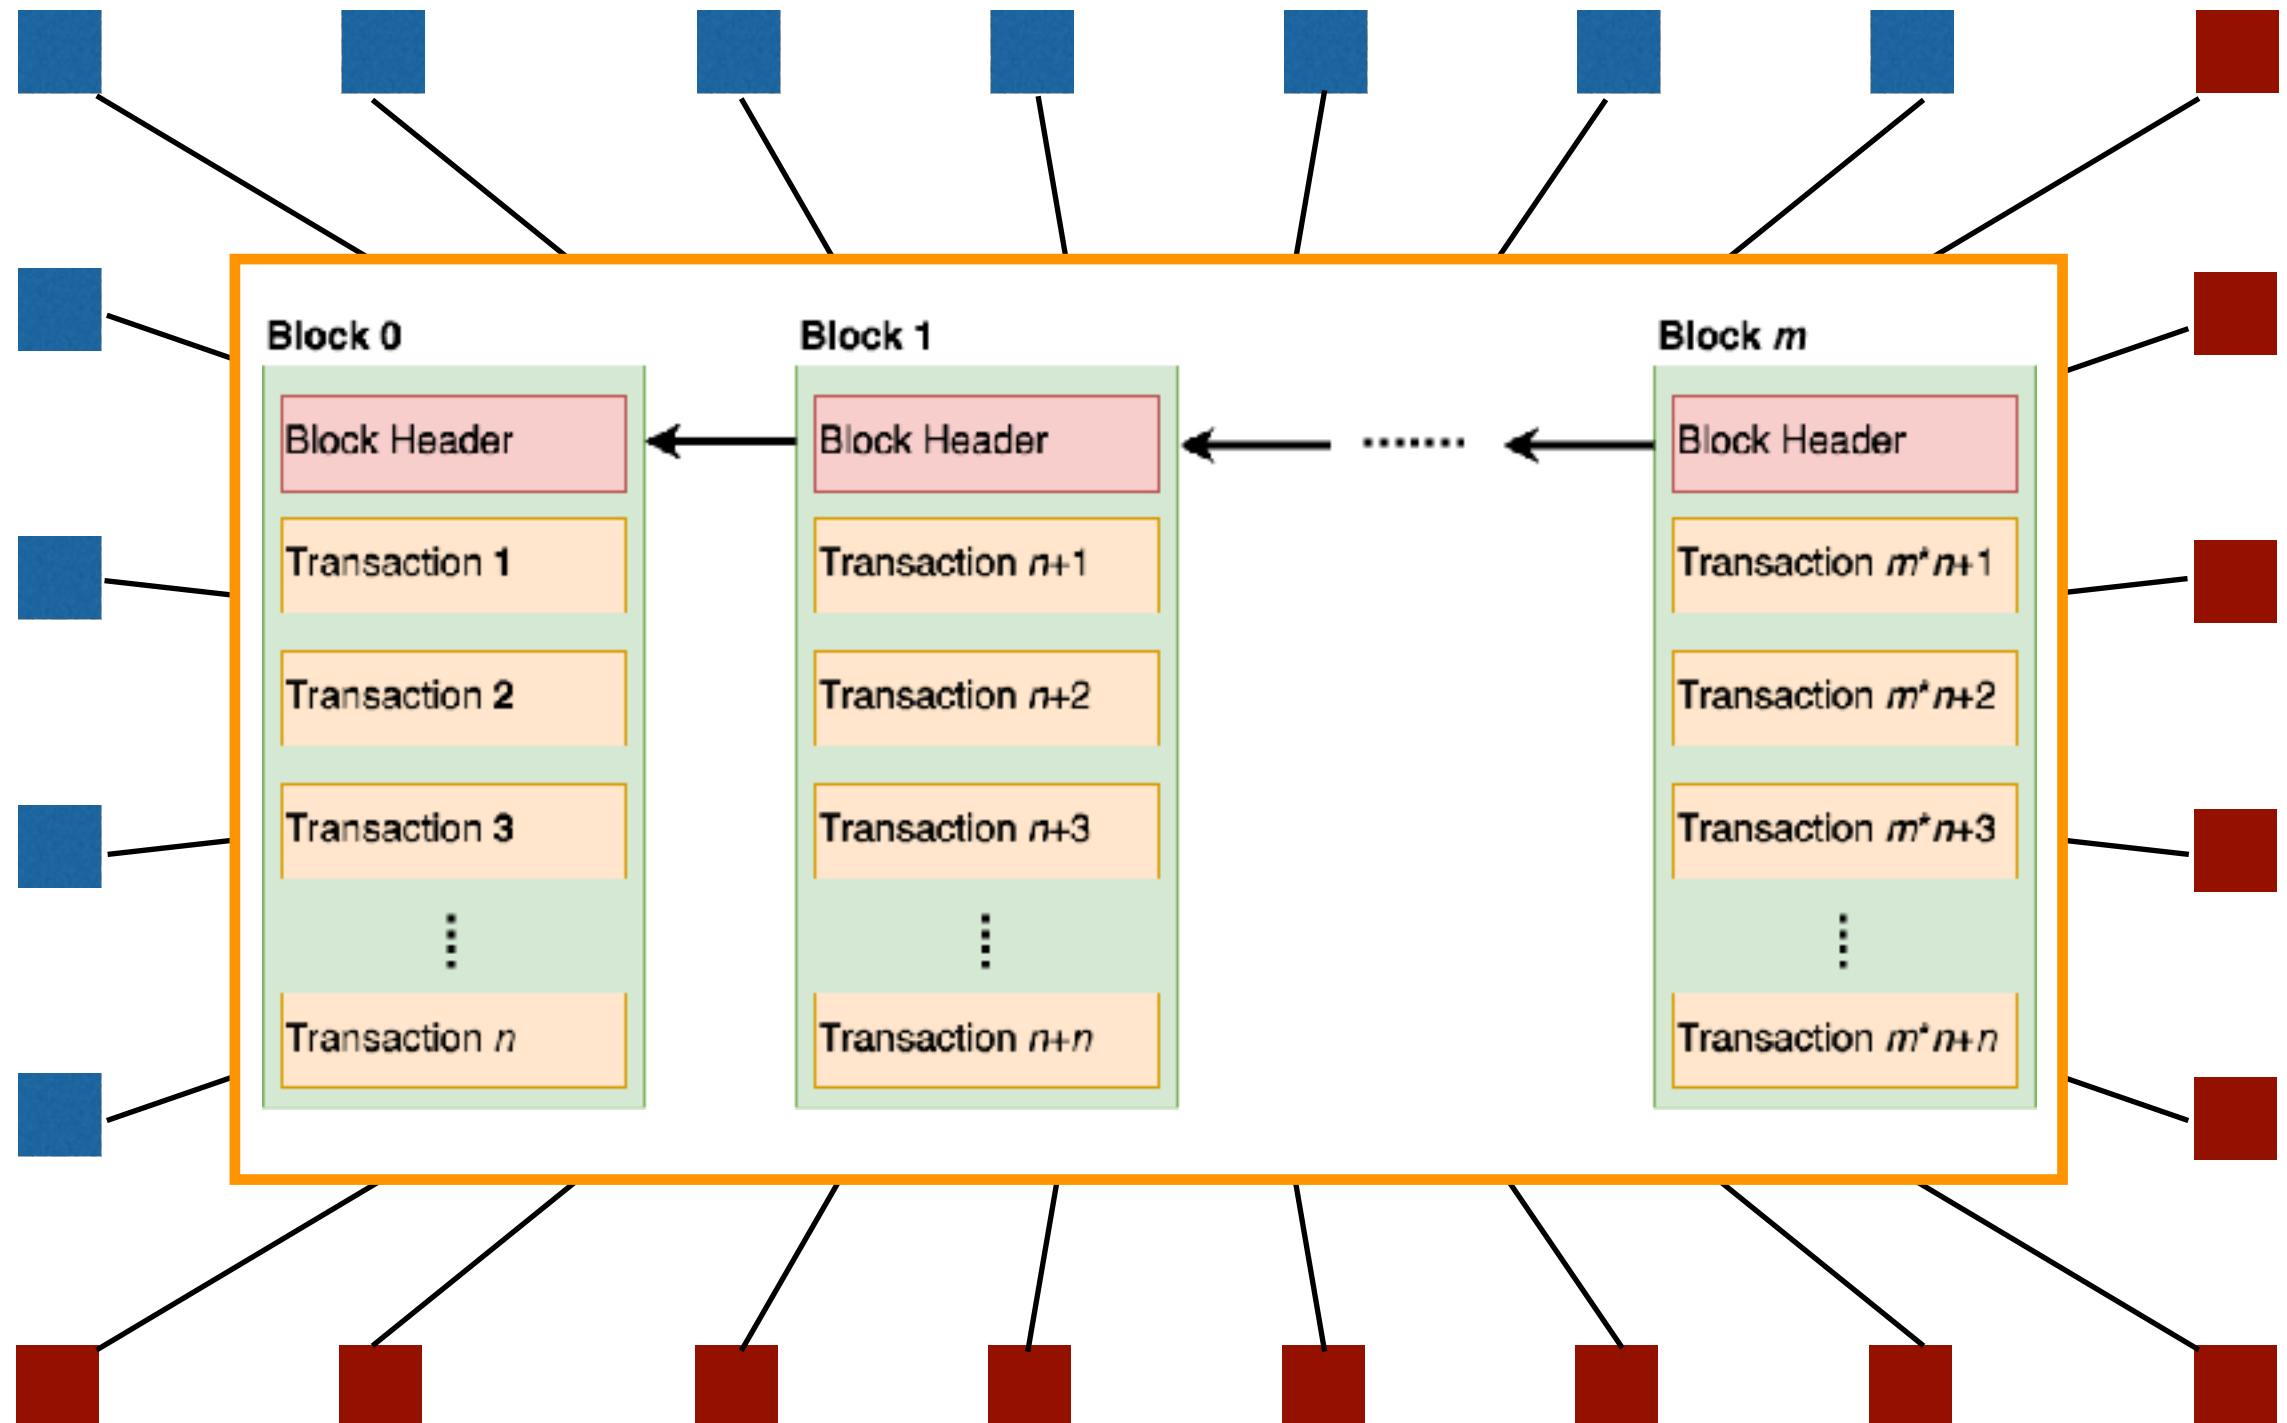 Block 0
Block Header
Transaction 1
Transaction 2
Transaction 3
Transaction n
Block 1
Block Header
Transaction n+1
Transaction n+2
Transaction n+3
Transaction n+n
Block m
Block Header
Transaction m*n+1
Transaction m*n+2
Transaction m*n+3
Transaction m*n+n